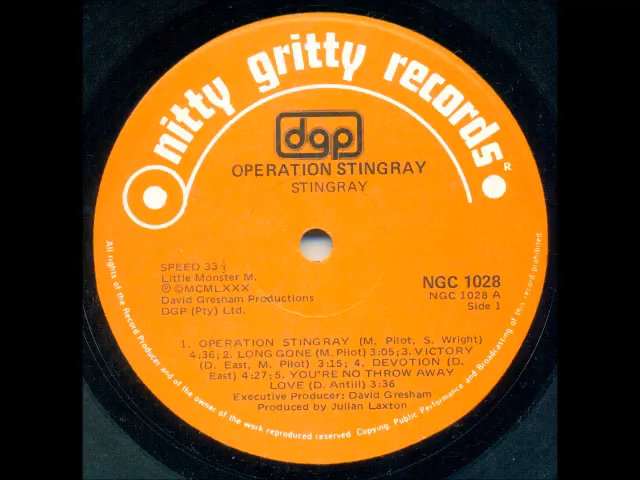 nitty gritty records
R
dgp
OPERATION STINGRAY
STINGRAY
SPEED 33 1/3
Little Monster M.
℗ ©MCMLXXX
David Gresham Productions
DGP (Pty) Ltd.
NGC 1028
NGC 1028 A
Side 1
1. OPERATION STINGRAY (M. Pilot, S. Wright)
4:36; 2. LONG GONE (M. Pilot) 3:05; 3. VICTORY
(D. East, M. Pilot) 3:15; 4. DEVOTION (D.
East) 4:27; 5. YOU'RE NO THROW AWAY
LOVE (D. Antill) 3:36
Executive Producer: David Gresham
Produced by Julian Laxton
All rights of the Record Producer and of the owner of the work reproduced reserved. Copying, Public Performance and Broadcasting of this record prohibited